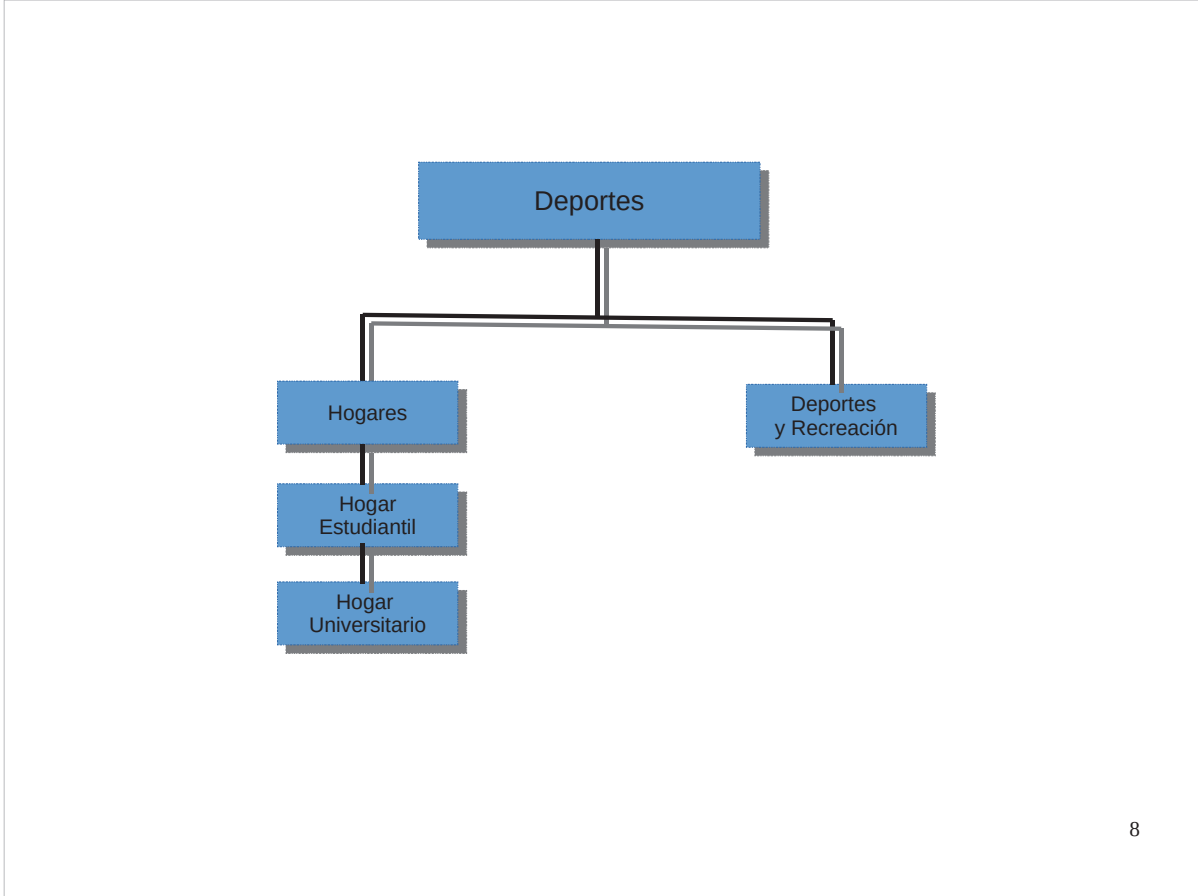 Deportes
Hogares
Deportes
y Recreación
Hogar
Estudiantil
Hogar
Universitario
8